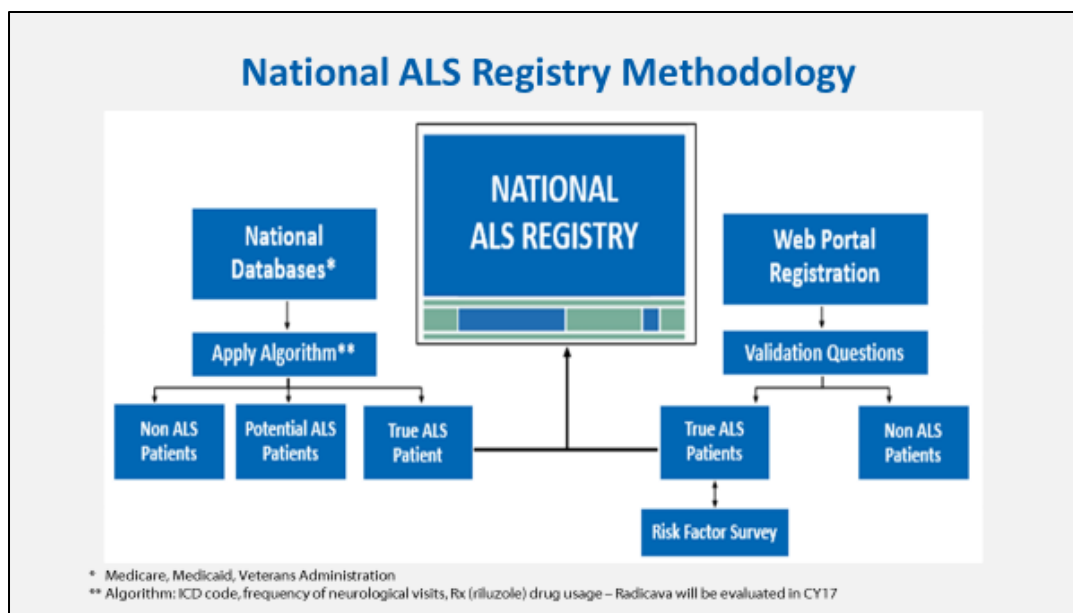 National ALS Registry Methodology
NATIONAL
ALS REGISTRY
National
Databases*
Web Portal
Registration
Apply Algorithm**
Validation Questions
Non ALS
Patients
Potential ALS
Patients
True ALS
Patient
True ALS
Patients
Non ALS
Patients
Risk Factor Survey
* Medicare, Medicaid, Veterans Administration
** Algorithm: ICD code, frequency of neurological visits, Rx (riluzole) drug usage – Radicava will be evaluated in CY17